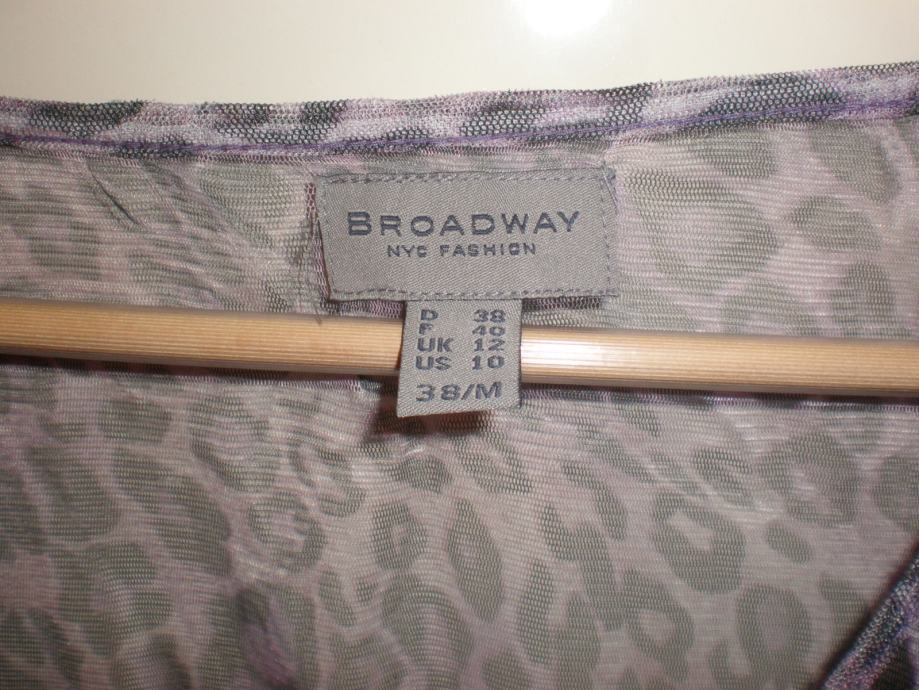 BROADWAY
NYC FASHION
D 38
F 40
UK 12
US 10
38/M